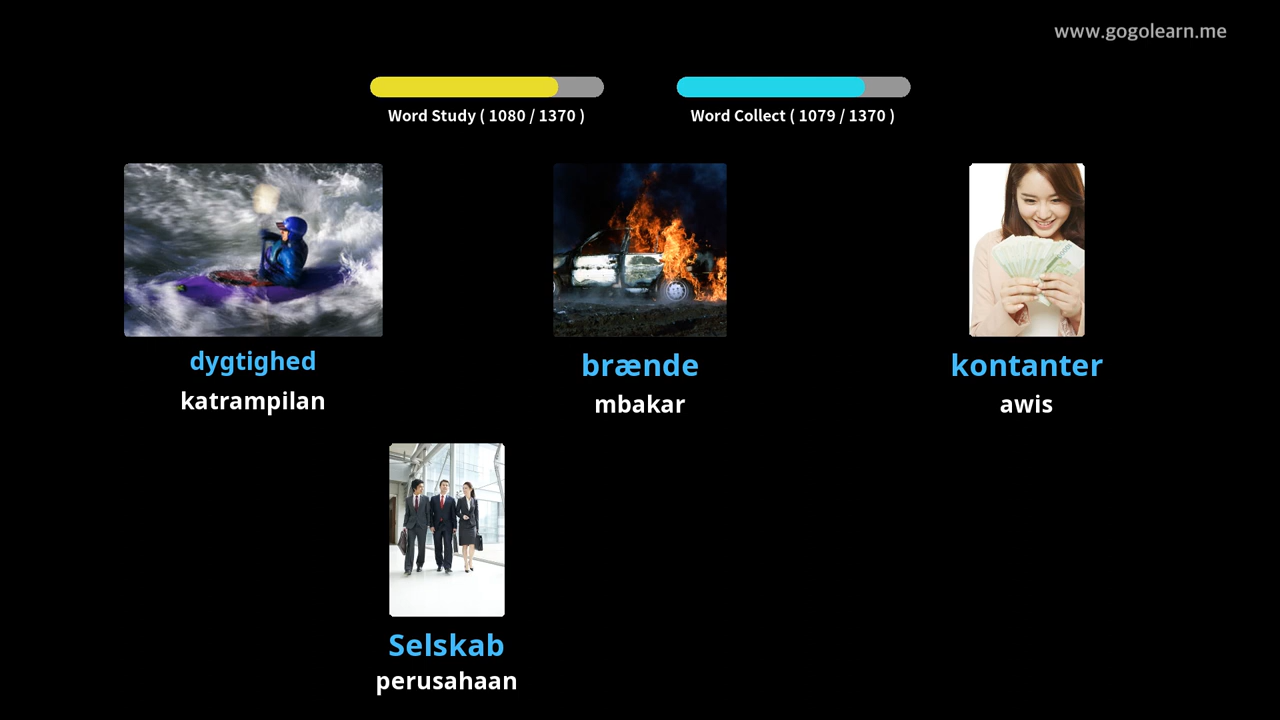 www.gogolearn.me
Word Study ( 1080 / 1370 )
Word Collect ( 1079 / 1370 )
dygtighed
katrampilan
brænde
mbakar
kontanter
awis
Selskab
perusahaan